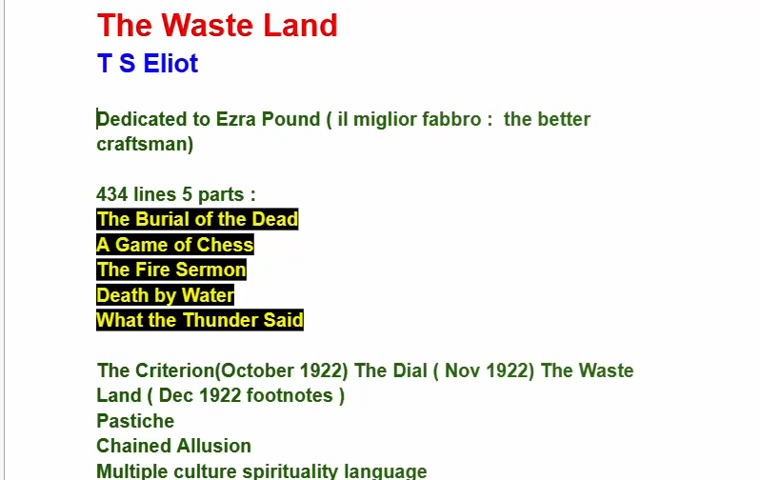 The Waste Land
T S Eliot
Dedicated to Ezra Pound ( il miglior fabbro :  the better
craftsman)
434 lines 5 parts :
The Burial of the Dead
A Game of Chess
The Fire Sermon
Death by Water
What the Thunder Said
The Criterion(October 1922) The Dial ( Nov 1922) The Waste
Land ( Dec 1922 footnotes )
Pastiche
Chained Allusion
Multiple culture spirituality language